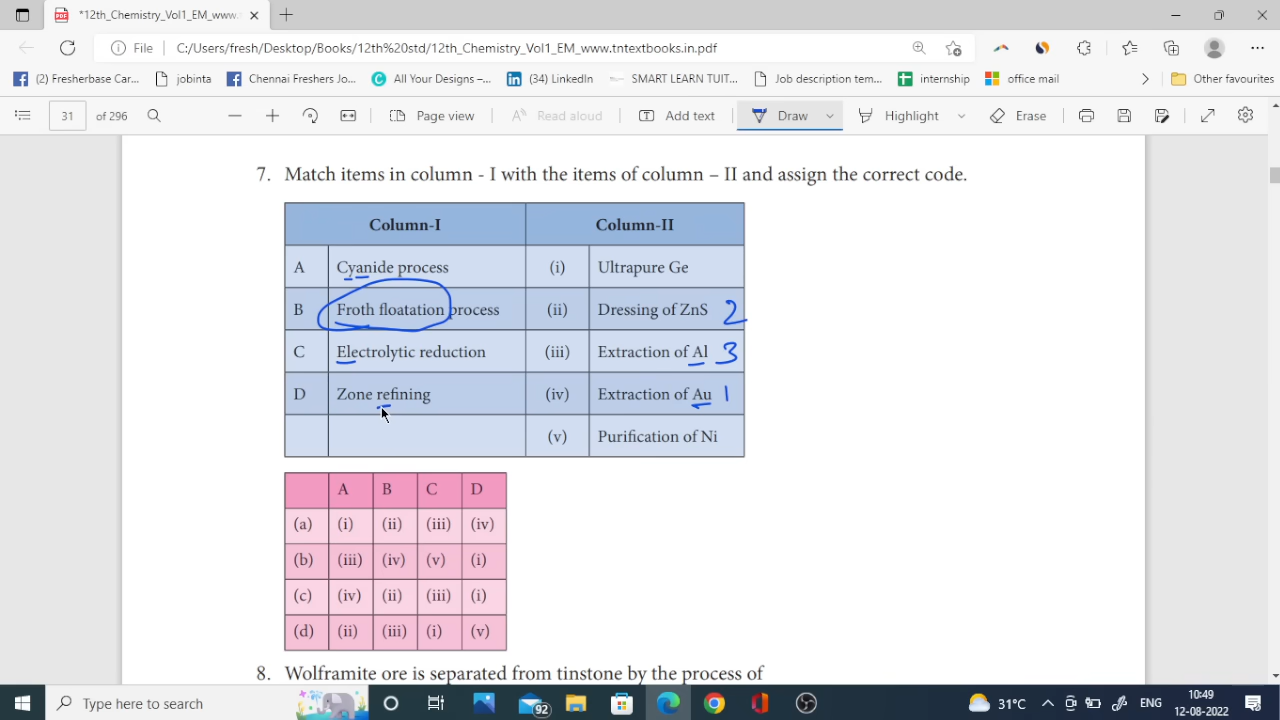 *12th_Chemistry_Vol1_EM_www.
File C:/Users/fresh/Desktop/Books/12th%20std/12th_Chemistry_Vol1_EM_www.tntextbooks.in.pdf
(2) Fresherbase Car... jobinta Chennai Freshers Jo... All Your Designs –... (34) LinkedIn SMART LEARN TUIT... Job description tem... internship office mail Other favourites
31 of 296 Page view Read aloud Add text Draw Highlight Erase
7. Match items in column - I with the items of column – II and assign the correct code.
Column-I Column-II
A Cyanide process (i) Ultrapure Ge
B Froth floatation process (ii) Dressing of ZnS 2
C Electrolytic reduction (iii) Extraction of Al 3
D Zone refining (iv) Extraction of Au 1
(v) Purification of Ni
A B C D
(a) (i) (ii) (iii) (iv)
(b) (iii) (iv) (v) (i)
(c) (iv) (ii) (iii) (i)
(d) (ii) (iii) (i) (v)
8. Wolframite ore is separated from tinstone by the process of
Type here to search 92 31°C ENG 10:49
12-08-2022